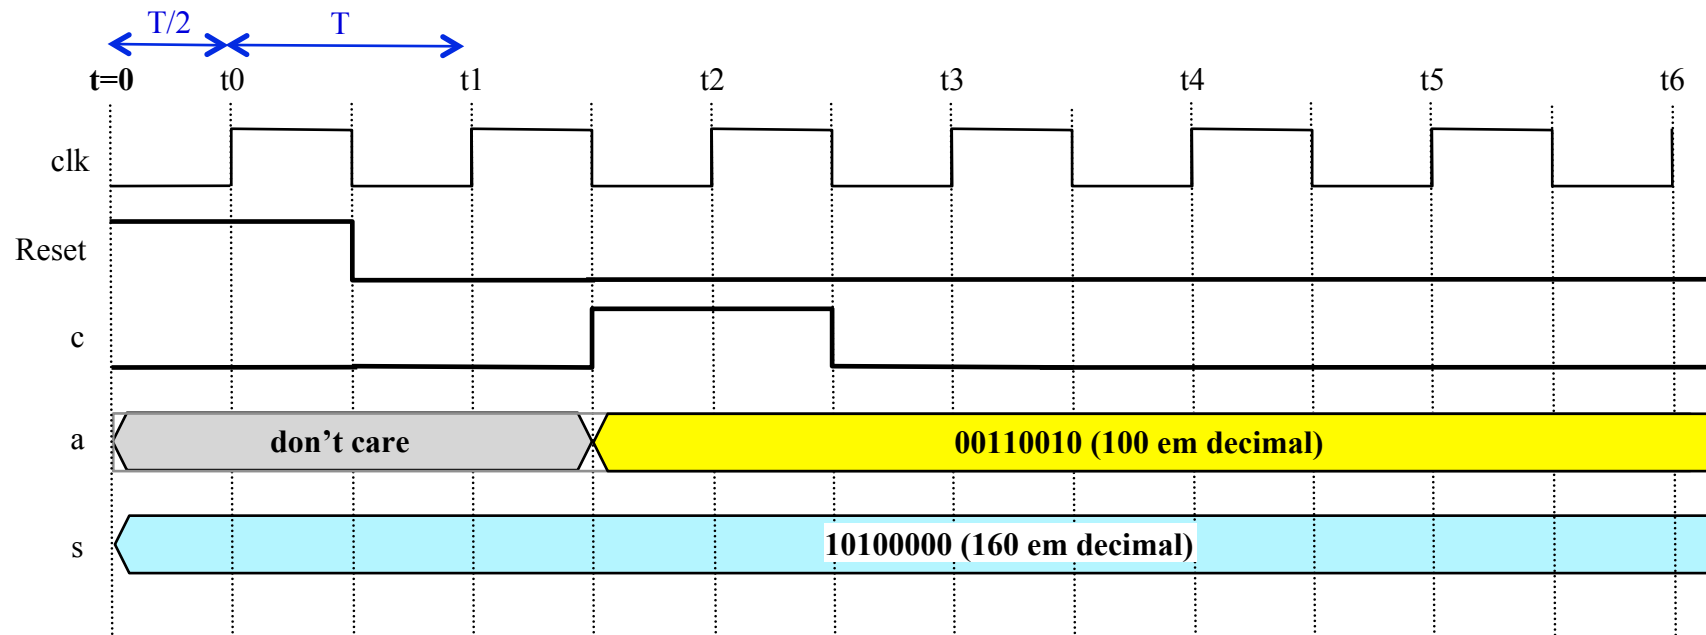 T/2 T
t=0 t0 t1 t2 t3 t4 t5 t6
clk
Reset
c
a don’t care 00110010 (100 em decimal)
s 10100000 (160 em decimal)